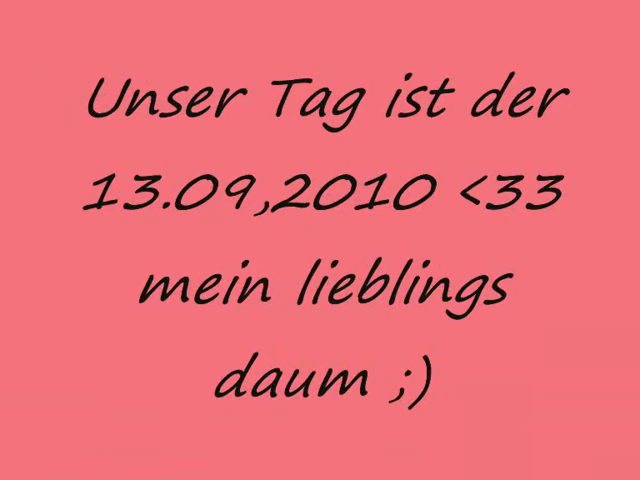 Unser Tag ist der
13.09,2010 <33
mein lieblings
daum ;)